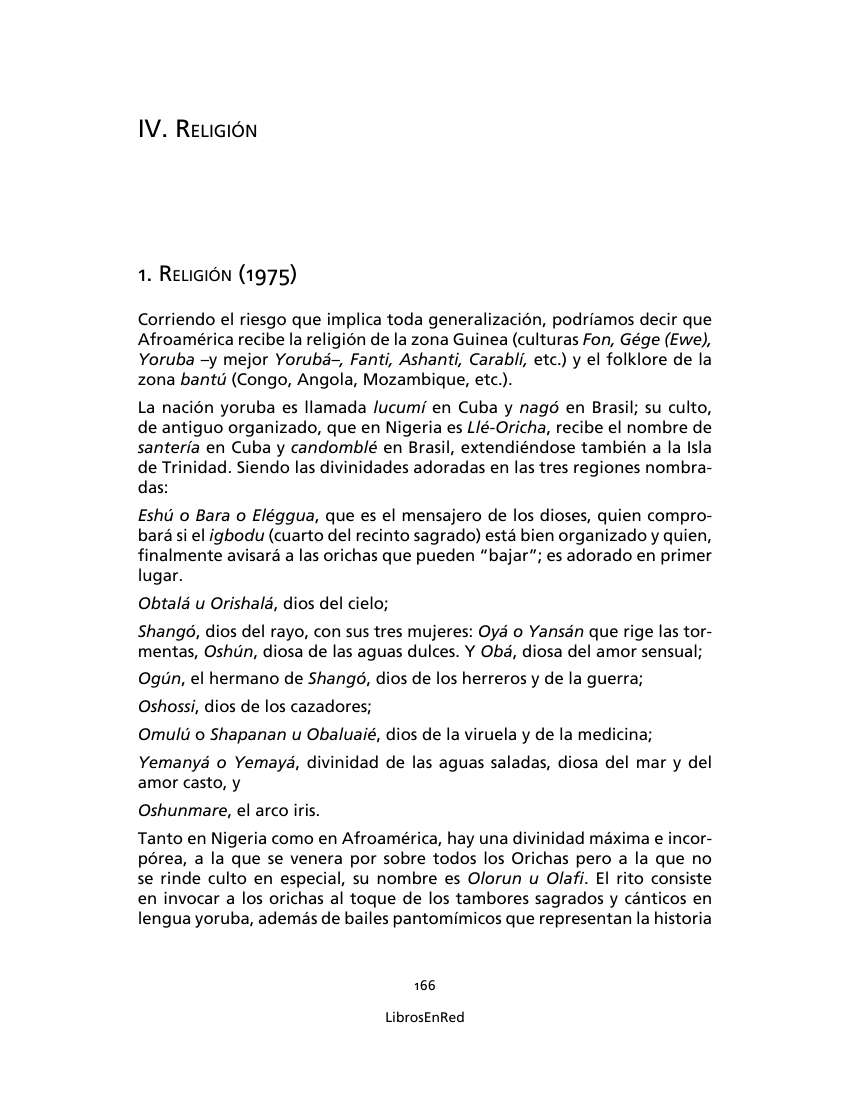 IV. Religión
1. Religión (1975)
Corriendo el riesgo que implica toda generalización, podríamos decir que
Afroamérica recibe la religión de la zona Guinea (culturas Fon, Gége (Ewe),
Yoruba –y mejor Yorubá–, Fanti, Ashanti, Carablí, etc.) y el folklore de la
zona bantú (Congo, Angola, Mozambique, etc.).
La nación yoruba es llamada lucumí en Cuba y nagó en Brasil; su culto,
de antiguo organizado, que en Nigeria es Llé-Oricha, recibe el nombre de
santería en Cuba y candomblé en Brasil, extendiéndose también a la Isla
de Trinidad. Siendo las divinidades adoradas en las tres regiones nombra-
das:
Eshú o Bara o Eléggua, que es el mensajero de los dioses, quien compro-
bará si el igbodu (cuarto del recinto sagrado) está bien organizado y quien,
finalmente avisará a las orichas que pueden “bajar”; es adorado en primer
lugar.
Obtalá u Orishalá, dios del cielo;
Shangó, dios del rayo, con sus tres mujeres: Oyá o Yansán que rige las tor-
mentas, Oshún, diosa de las aguas dulces. Y Obá, diosa del amor sensual;
Ogún, el hermano de Shangó, dios de los herreros y de la guerra;
Oshossi, dios de los cazadores;
Omulú o Shapanan u Obaluaié, dios de la viruela y de la medicina;
Yemanyá o Yemayá, divinidad de las aguas saladas, diosa del mar y del
amor casto, y
Oshunmare, el arco iris.
Tanto en Nigeria como en Afroamérica, hay una divinidad máxima e incor-
pórea, a la que se venera por sobre todos los Orichas pero a la que no
se rinde culto en especial, su nombre es Olorun u Olafi. El rito consiste
en invocar a los orichas al toque de los tambores sagrados y cánticos en
lengua yoruba, además de bailes pantomímicos que representan la historia
166
LibrosEnRed